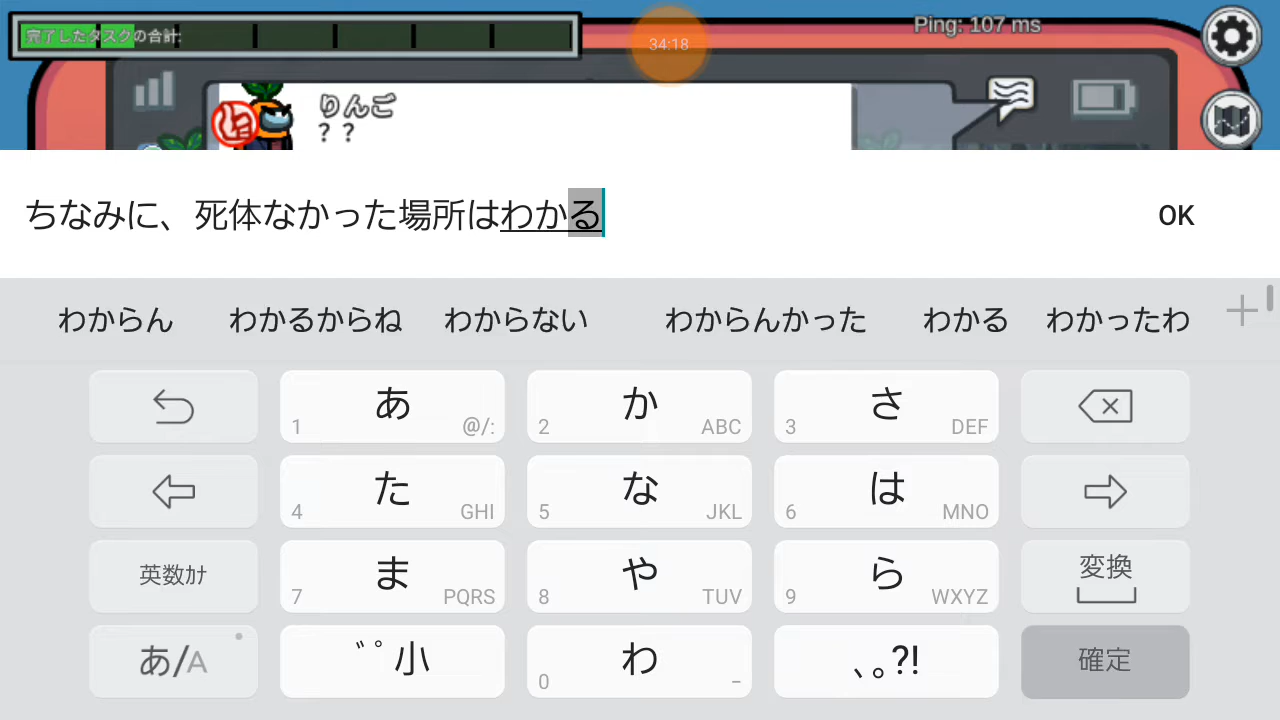 完了したタスクの合計:
34:18
Ping: 107 ms
りんご
？？
ちなみに、死体なかった場所はわかる
OK
わからん わかるからね わからない わからんかった わかる わかったわ
あ 1 @/: か 2 ABC さ 3 DEF
た 4 GHI な 5 JKL は 6 MNO
英数カナ ま 7 PQRS や 8 TUV ら 9 WXYZ 変換
あ/A ゛゜小 わ 0 - 、。?! 確定